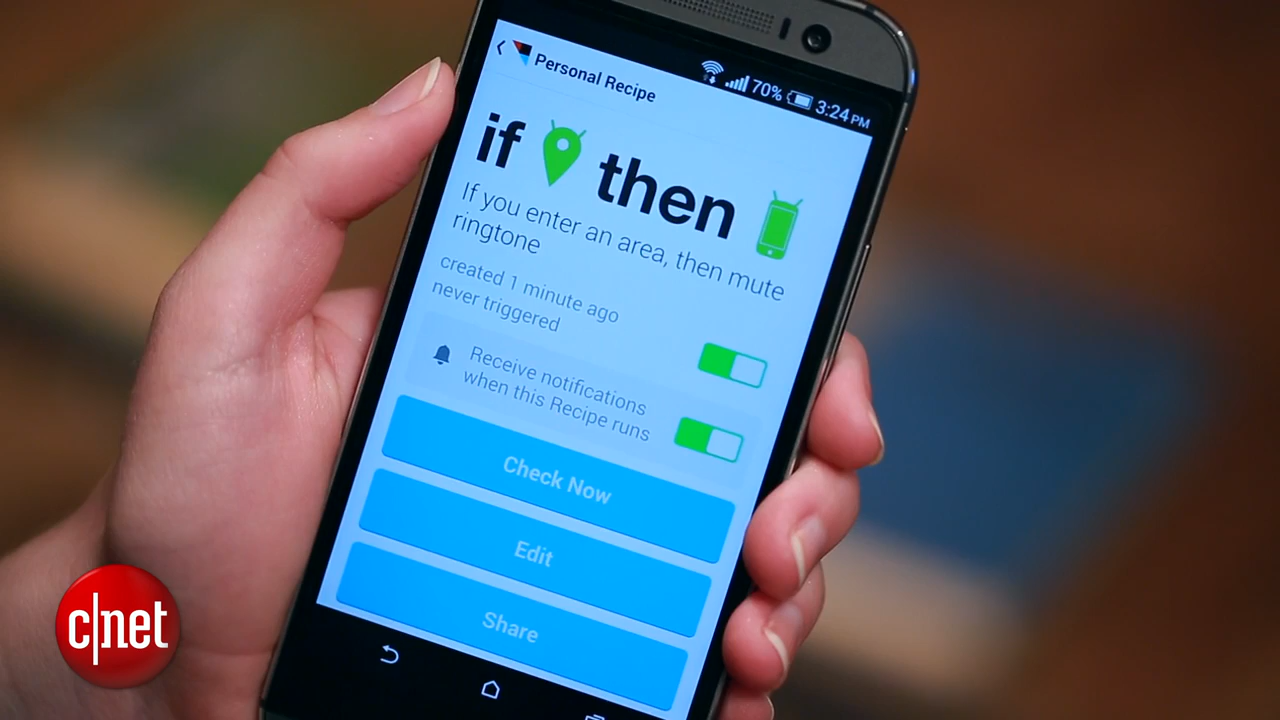 70% 3:24 PM
Personal Recipe
if then
If you enter an area, then mute
ringtone
created 1 minute ago
never triggered
Receive notifications
when this Recipe runs
Check Now
Edit
Share
c|net